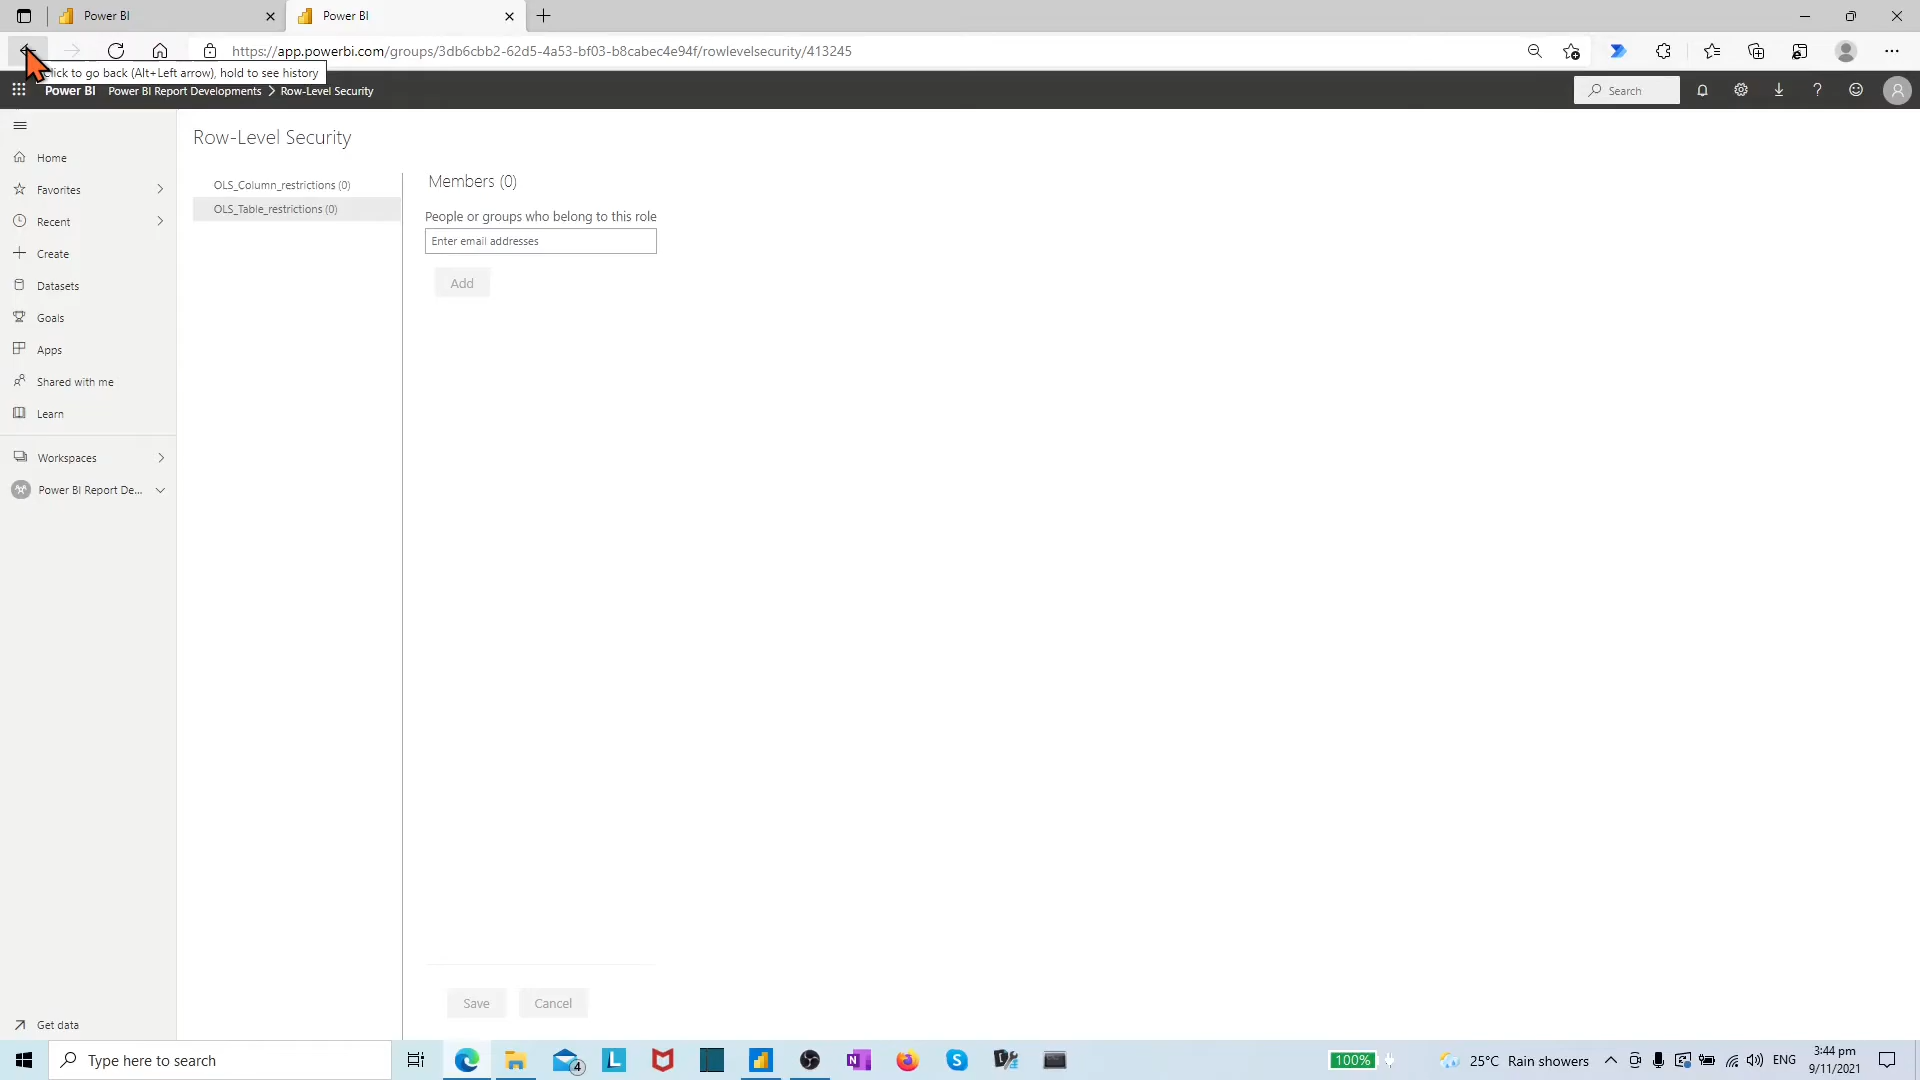 Power BI
Power BI
https://app.powerbi.com/groups/3db6cbb2-62d5-4a53-bf03-b8cabec4e94f/rowlevelsecurity/413245
Click to go back (Alt+Left arrow), hold to see history
Power BI Power BI Report Developments > Row-Level Security
Search
Row-Level Security
Home
Favorites
Recent
Create
Datasets
Goals
Apps
Shared with me
Learn
Workspaces
Power BI Report De...
Get data
OLS_Column_restrictions (0)
OLS_Table_restrictions (0)
Members (0)
People or groups who belong to this role
Enter email addresses
Add
Save Cancel
Type here to search
4
100%
25°C Rain showers
ENG
3:44 pm
9/11/2021